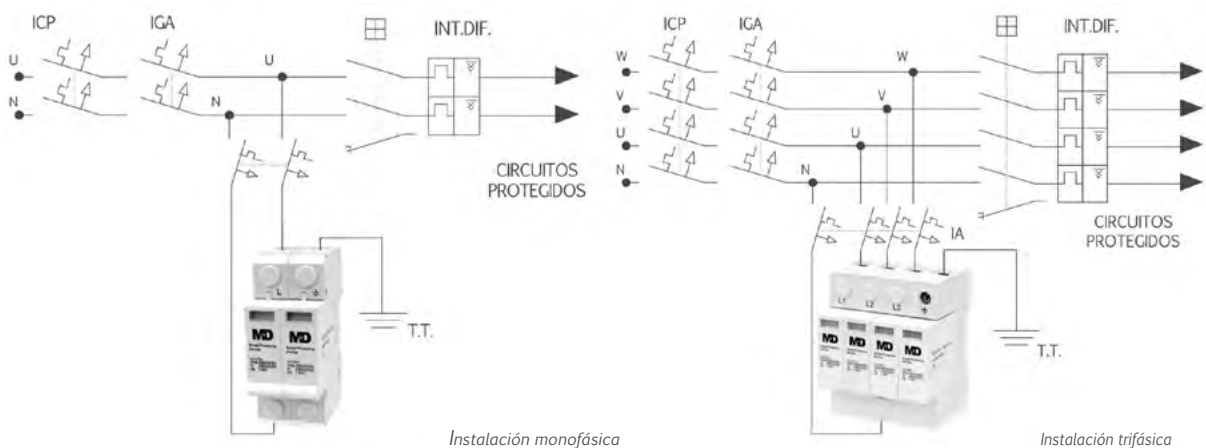 ICP
IGA
INT.DIF.
U
N
U
N
CIRCUITOS
PROTEGIDOS
L
MD
MD
T.T.
Instalación monofásica
ICP
IGA
INT.DIF.
W
V
U
N
W
V
U
N
IA
CIRCUITOS
PROTEGIDOS
L1
L2
L3
MD
MD
MD
MD
T.T.
Instalación trifásica